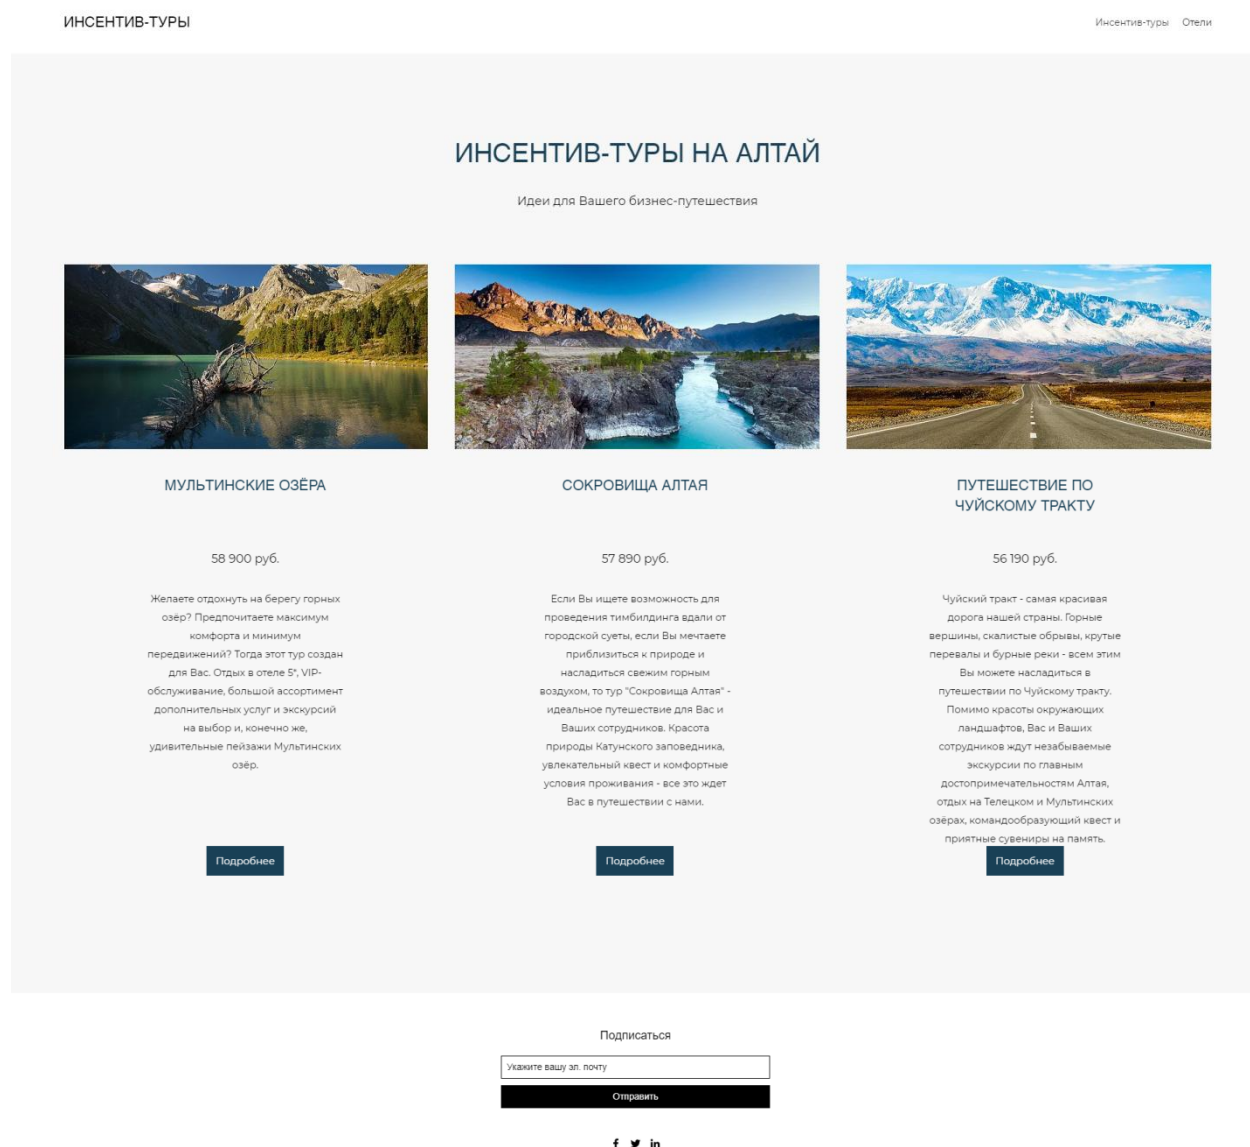 ИНСЕНТИВ-ТУРЫ
Инсентив-туры Отели
ИНСЕНТИВ-ТУРЫ НА АЛТАЙ
Идеи для Вашего бизнес-путешествия
МУЛЬТИНСКИЕ ОЗЁРА
58 900 руб.
Желаете отдохнуть на берегу горных
озёр? Предпочитаете максимум
комфорта и минимум
передвижений? Тогда этот тур создан
для Вас. Отдых в отеле 5*, VIP-
обслуживание, большой ассортимент
дополнительных услуг и экскурсий
на выбор и, конечно же,
удивительные пейзажи Мультинских
озёр.
Подробнее
СОКРОВИЩА АЛТАЯ
57 890 руб.
Если Вы ищете возможность для
проведения тимбилдинга вдали от
городской суеты, если Вы мечтаете
приблизиться к природе и
насладиться свежим горным
воздухом, то тур "Сокровища Алтая" -
идеальное путешествие для Вас и
Ваших сотрудников. Красота
природы Катунского заповедника,
увлекательный квест и комфортные
условия проживания - все это ждет
Вас в путешествии с нами.
Подробнее
ПУТЕШЕСТВИЕ ПО
ЧУЙСКОМУ ТРАКТУ
56 190 руб.
Чуйский тракт - самая красивая
дорога нашей страны. Горные
вершины, скалистые обрывы, крутые
перевалы и бурные реки - всем этим
Вы можете насладиться в
путешествии по Чуйскому тракту.
Помимо красоты окружающих
ландшафтов, Вас и Ваших
сотрудников ждут незабываемые
экскурсии по главным
достопримечательностям Алтая,
отдых на Телецком и Мультинских
озёрах, командообразующий квест и
приятные сувениры на память.
Подробнее
Подписаться
Укажите вашу эл. почту
Отправить